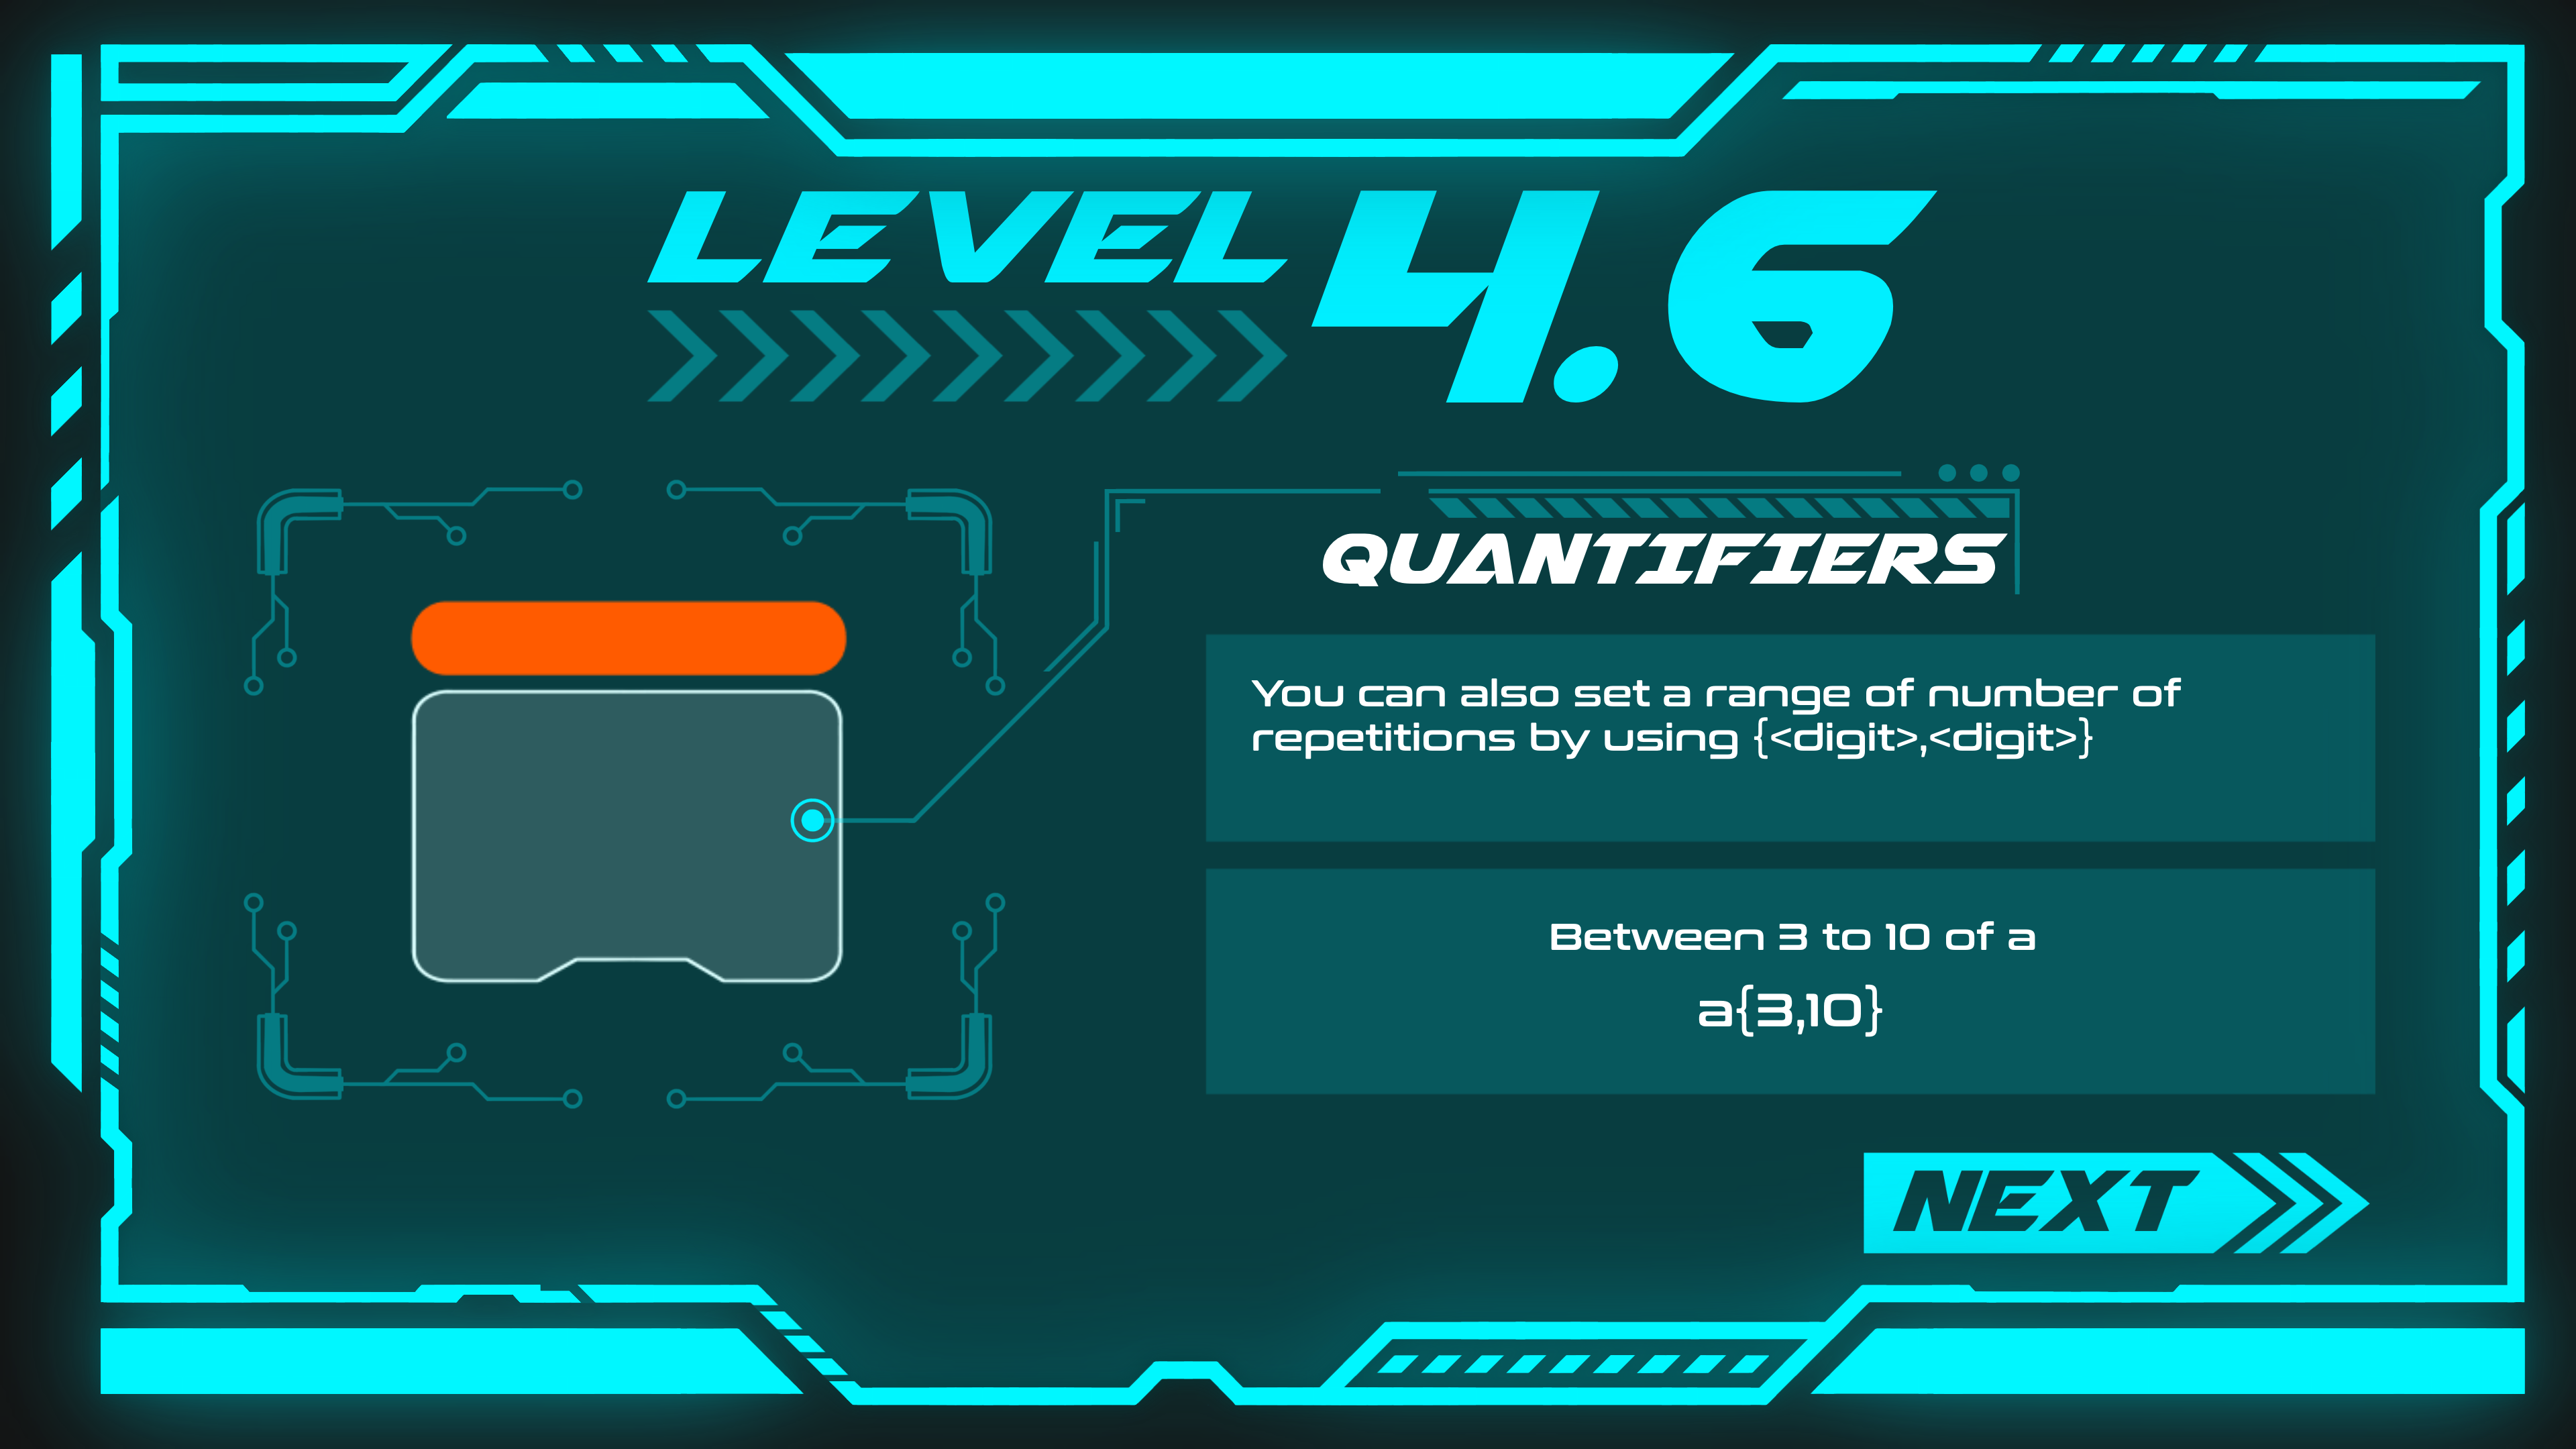 LEVEL 4.6
QUANTIFIERS
You can also set a range of number of
repetitions by using {<digit>,<digit>}
Between 3 to 10 of a
a{3,10}
NEXT